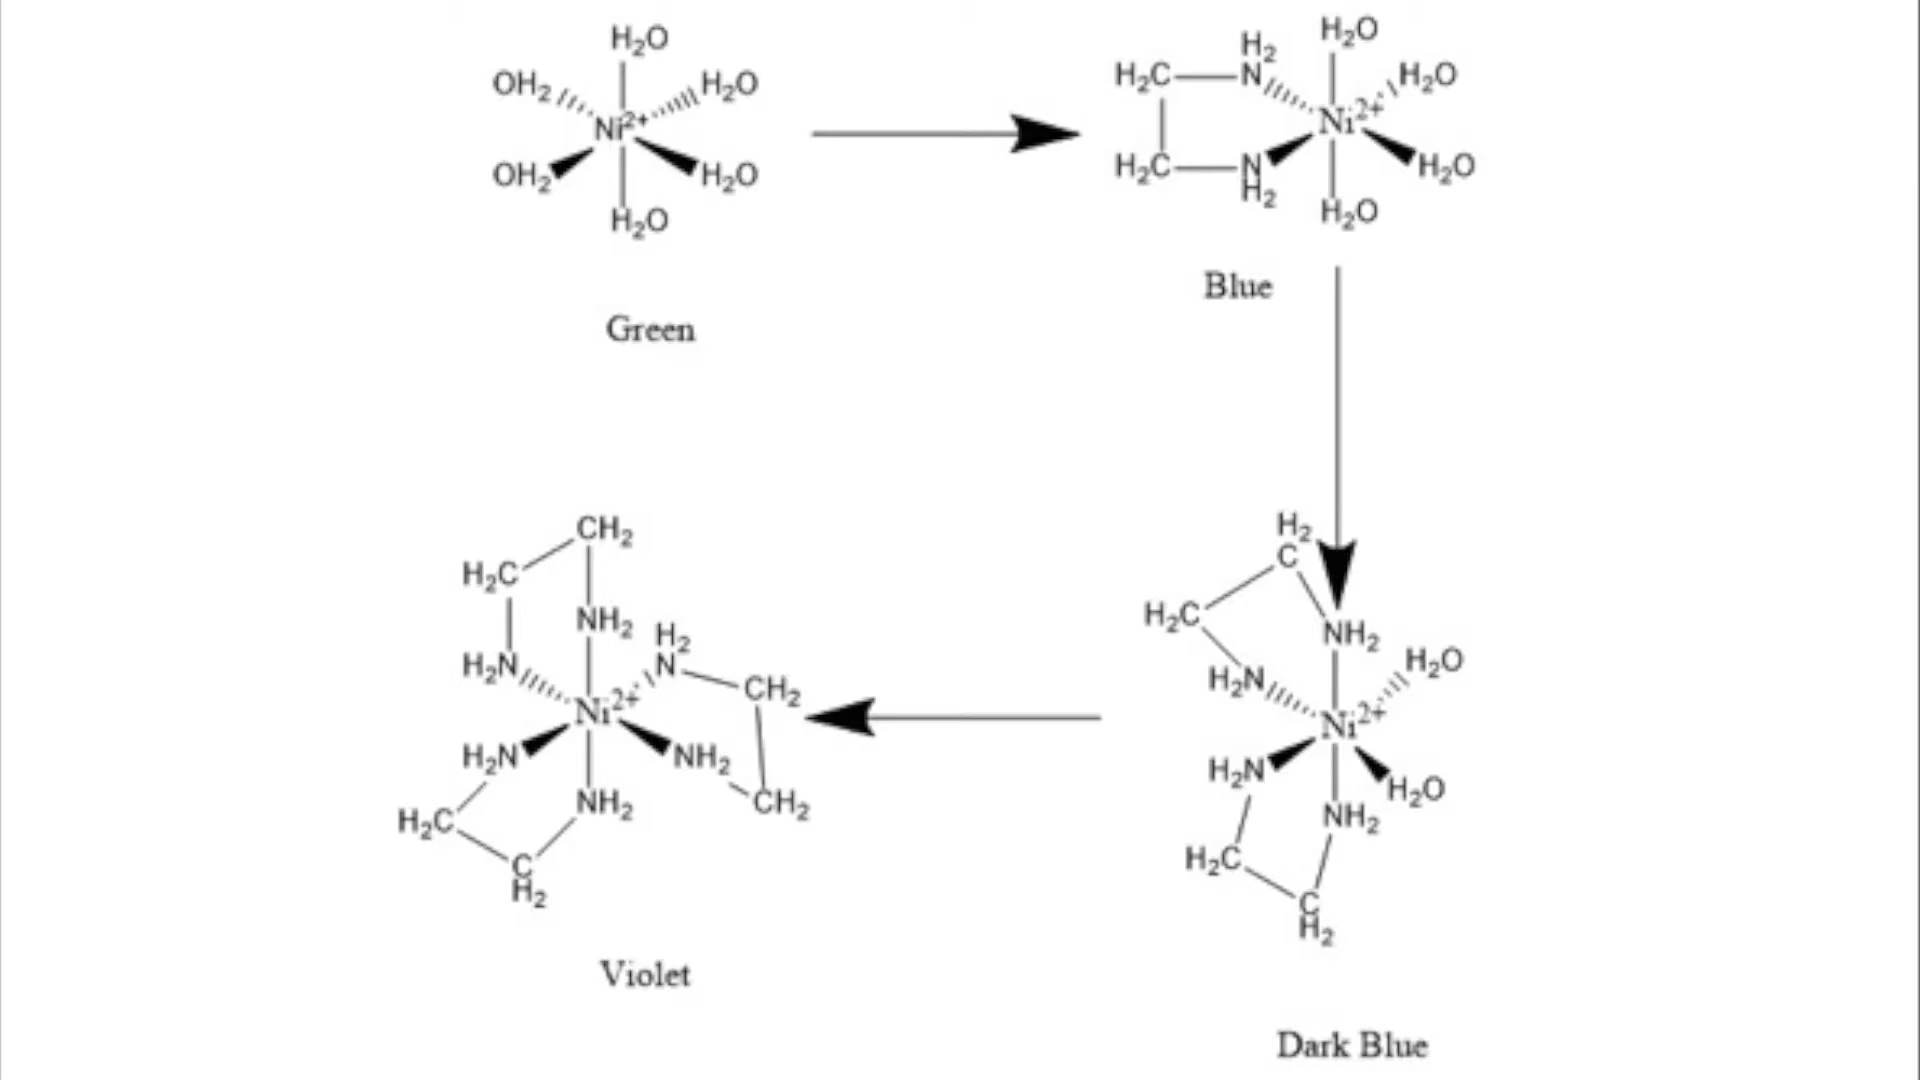 H₂O
OH₂ H₂O
Ni²⁺
OH₂ H₂O
H₂O
Green
H₂O
H₂
H₂C N H₂O
Ni²⁺
H₂C N H₂O
H₂
H₂O
Blue
CH₂
H₂C
NH₂
H₂
H₂N N
CH₂
Ni²⁺
H₂N NH₂
NH₂ CH₂
H₂C
C
H₂
Violet
H₂
C
H₂C
NH₂
H₂O
H₂N
Ni²⁺
H₂N
H₂O
NH₂
H₂C
C
H₂
Dark Blue